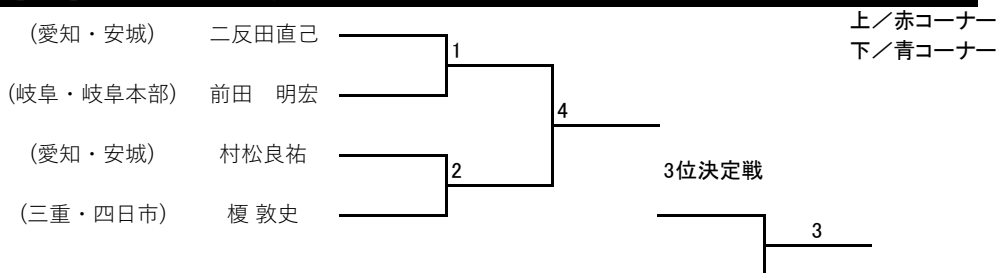 上／赤コーナー
(愛知・安城) 二反田直己
下／青コーナー
1
(岐阜・岐阜本部) 前田　明宏
4
(愛知・安城) 村松良祐
2
3位決定戦
(三重・四日市) 榎 敦史
3